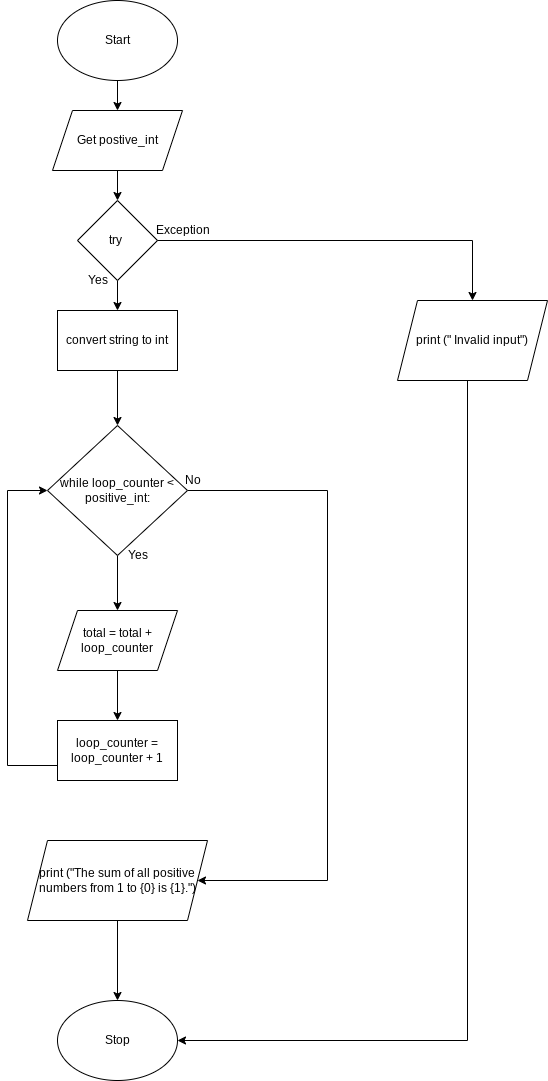 Start
Get postive_int
try
Exception
Yes
convert string to int
print (" Invalid input")
while loop_counter <
positive_int:
No
Yes
total = total +
loop_counter
loop_counter =
loop_counter + 1
print ("The sum of all positive
numbers from 1 to {0} is {1}.")
Stop